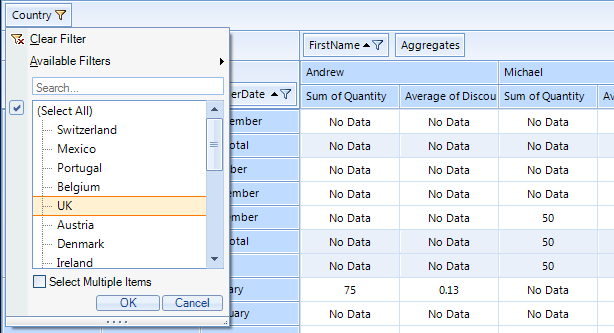 Country
Clear Filter
Available Filters
Search...
(Select All)
Switzerland
Mexico
Portugal
Belgium
UK
Austria
Denmark
Ireland
Select Multiple Items
OK Cancel
FirstName Aggregates
Andrew Michael
erDate Sum of Quantity Average of Discou Sum of Quantity Av
ember No Data No Data No Data
otal No Data No Data No Data
ber No Data No Data No Data
ember No Data No Data No Data
ember No Data No Data 50
otal No Data No Data 50
No Data No Data 50
ary 75 0.13 No Data
uary No Data No Data No Data